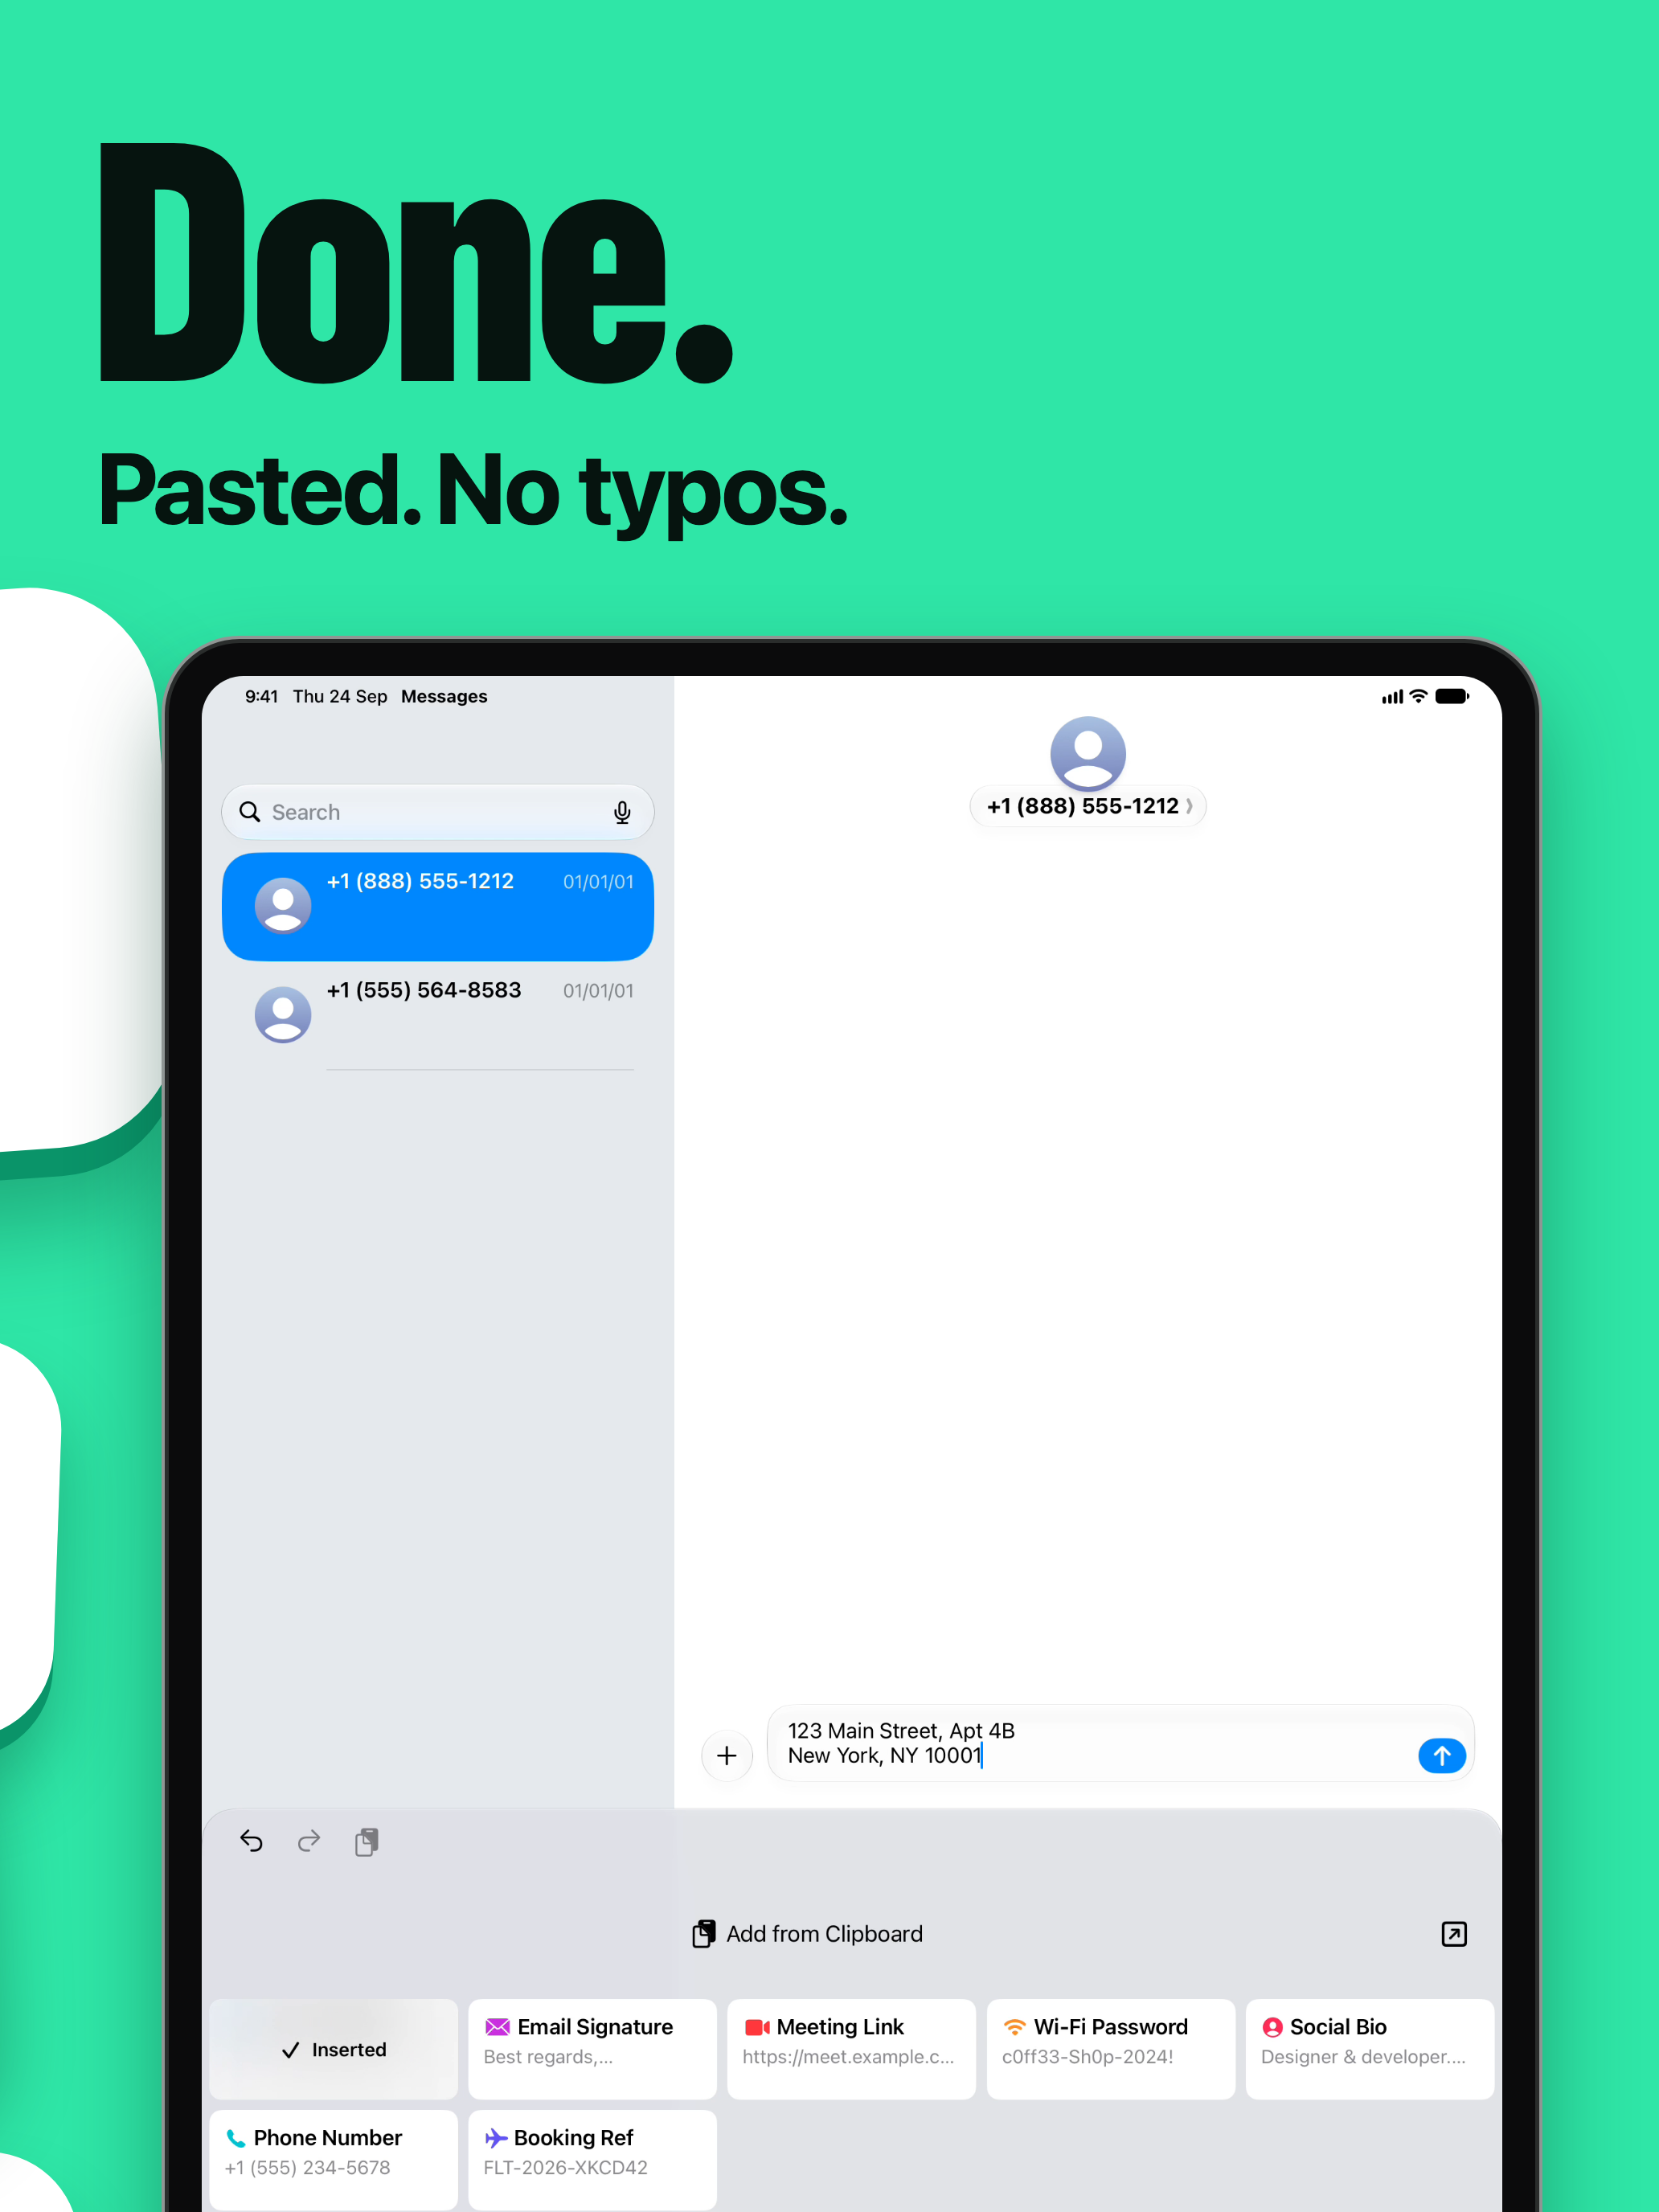 Done.
Pasted. No typos.
9:41 Thu 24 Sep Messages
Search
+1 (888) 555-1212 01/01/01
+1 (555) 564-8583 01/01/01
+1 (888) 555-1212
123 Main Street, Apt 4B
New York, NY 10001
Add from Clipboard
Inserted
Email Signature
Best regards,...
Meeting Link
https://meet.example.c...
Wi-Fi Password
c0ff33-Sh0p-2024!
Social Bio
Designer & developer....
Phone Number
+1 (555) 234-5678
Booking Ref
FLT-2026-XKCD42